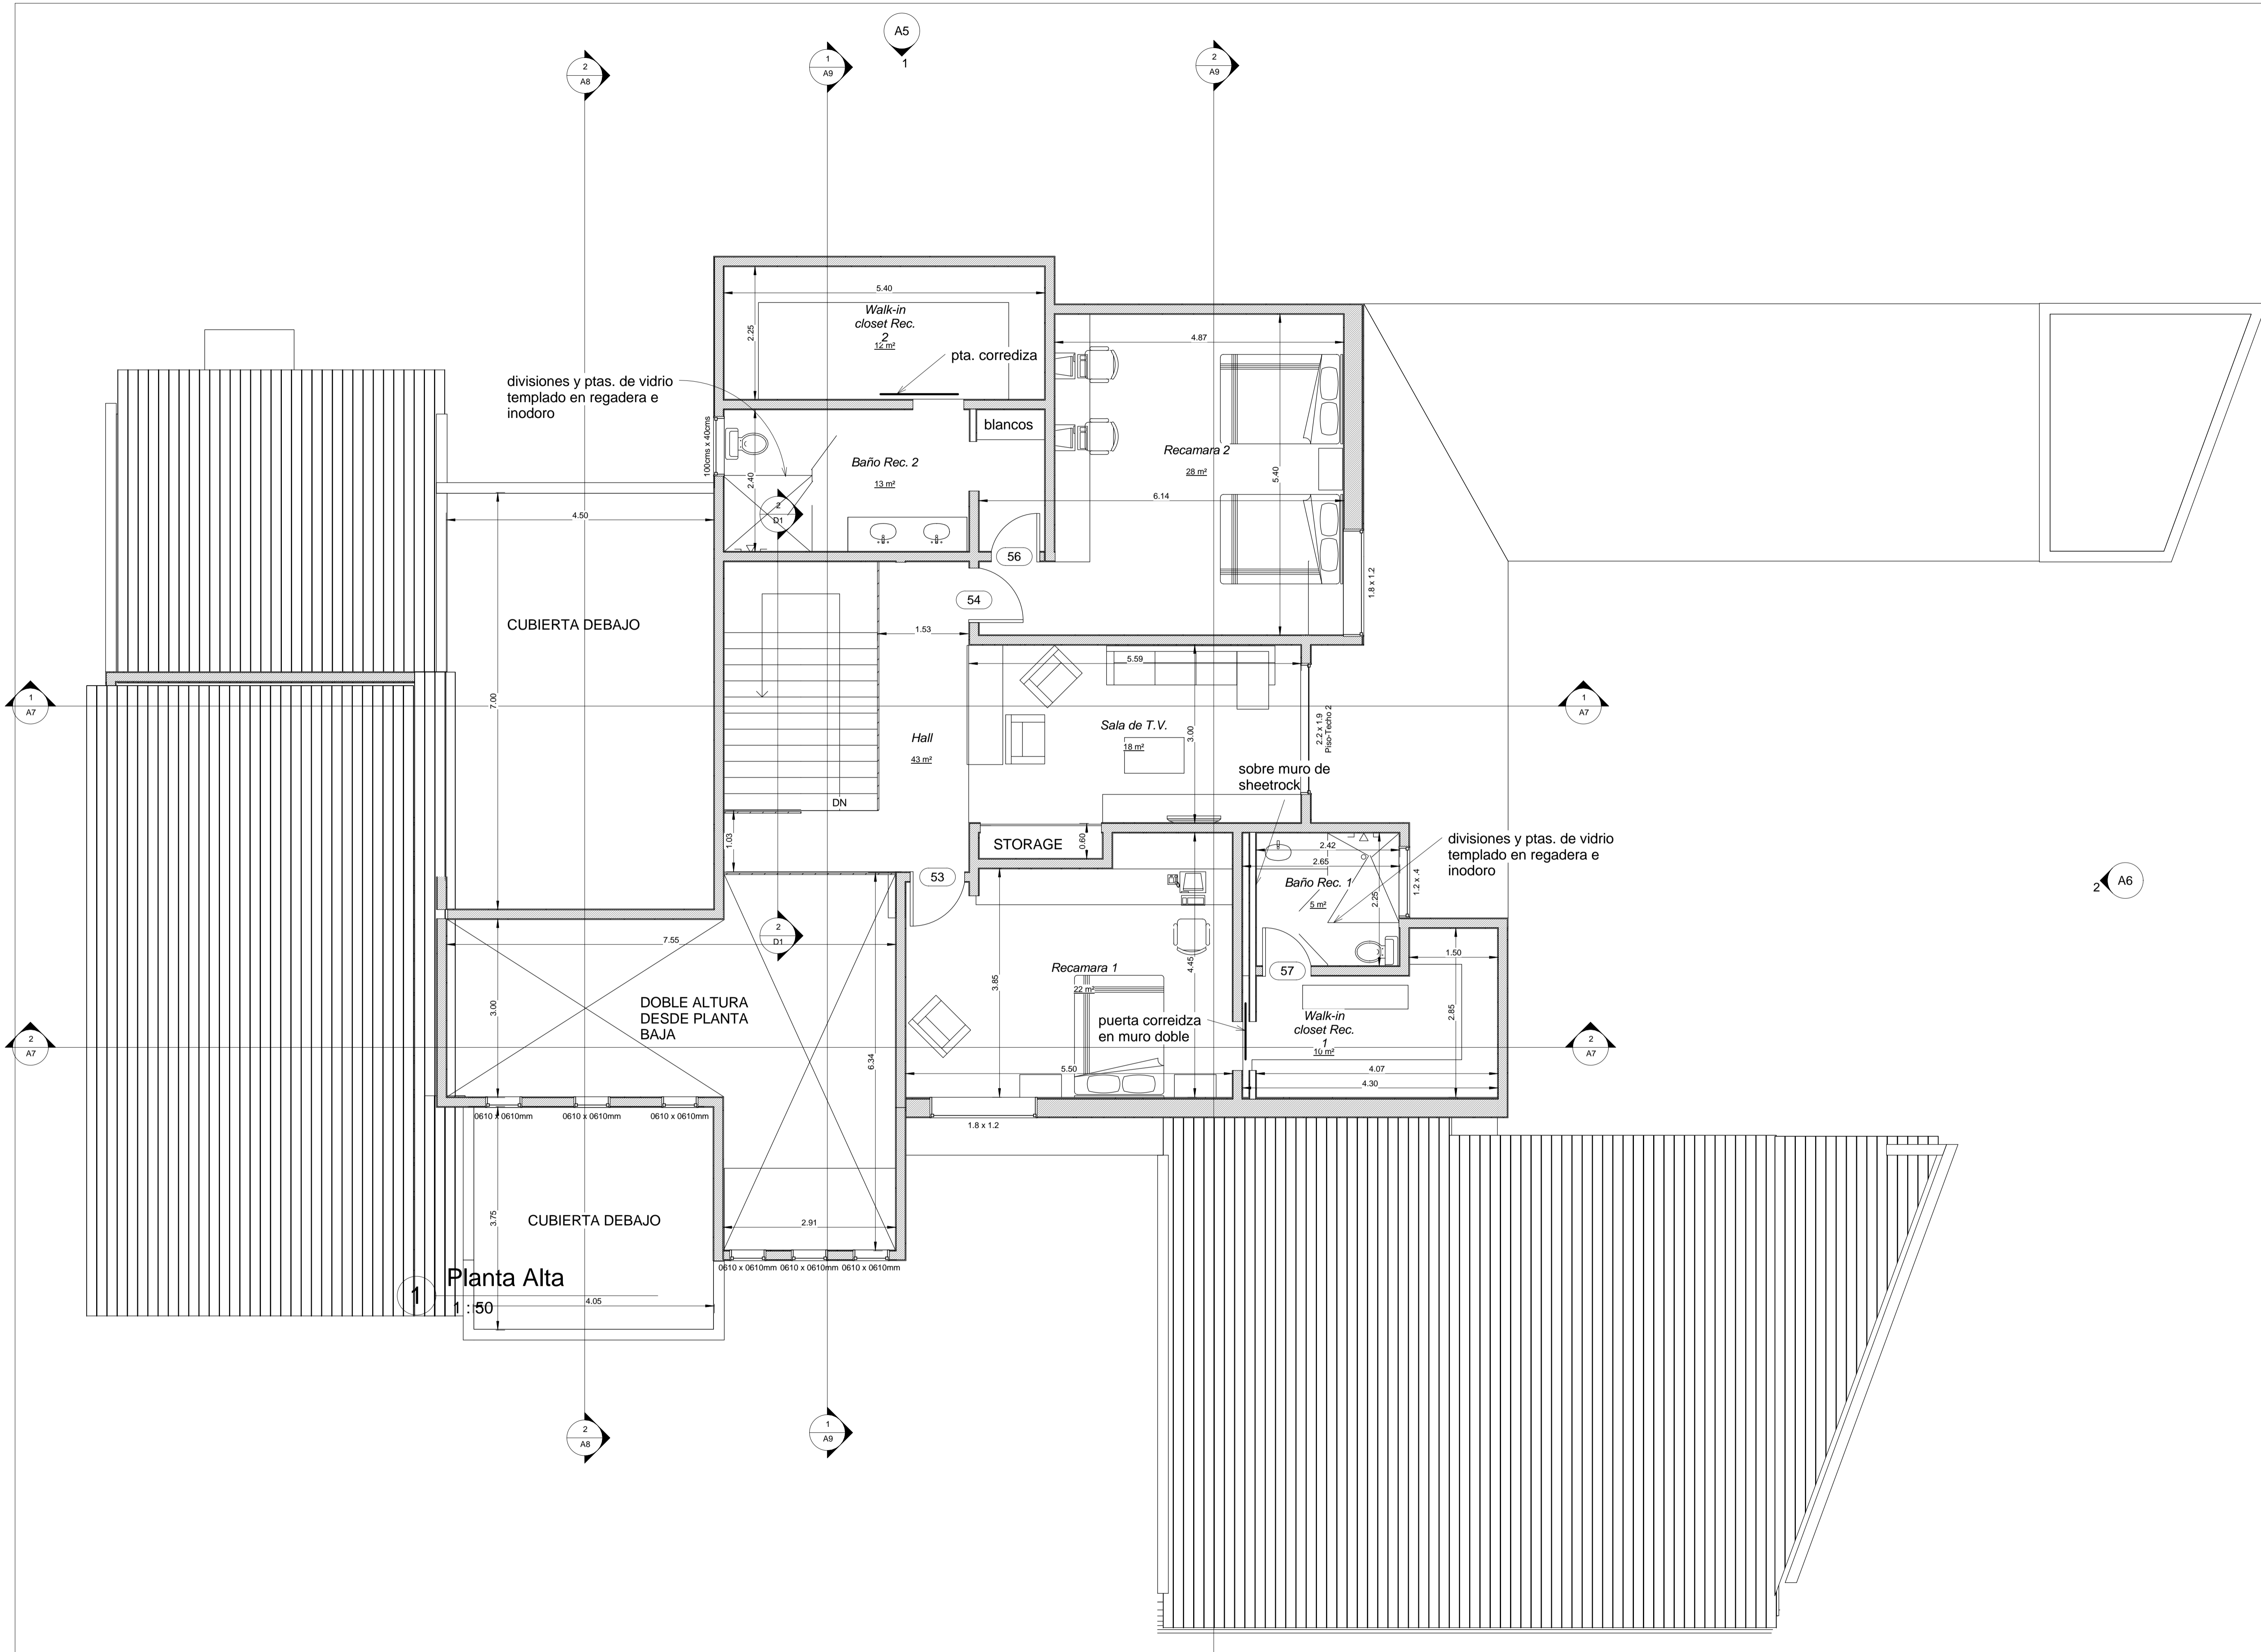 A5
1
2
A8
1
A9
2
A9
5.40
Walk-in
closet Rec.
2
12 m²
2.25
pta. corrediza
4.87
divisiones y ptas. de vidrio
templado en regadera e
inodoro
100cms x 40cms
blancos
Baño Rec. 2
13 m²
2.40
Recamara 2
28 m²
5.40
6.14
4.50
2
D1
56
1.8 x 1.2
54
CUBIERTA DEBAJO
1.53
5.59
1
A7
7.00
1
A7
Hall
43 m²
Sala de T.V.
18 m²
3.00
2.2 x 1.9
Piso-Techo 2
sobre muro de
sheetrock
DN
1.03
STORAGE
0.60
2.42
2.65
divisiones y ptas. de vidrio
templado en regadera e
inodoro
53
Baño Rec. 1
5 m²
2.25
1.2 x .4
2
A6
7.55
2
D1
1.50
Recamara 1
22 m²
4.45
57
3.85
3.00
DOBLE ALTURA
DESDE PLANTA
BAJA
puerta correidza
en muro doble
Walk-in
closet Rec.
1
10 m²
2.85
2
A7
2
A7
6.34
5.50
4.07
4.30
0610 x 0610mm
0610 x 0610mm
0610 x 0610mm
1.8 x 1.2
3.75
CUBIERTA DEBAJO
2.91
0610 x 0610mm
0610 x 0610mm
0610 x 0610mm
1
Planta Alta
1 : 50
4.05
2
A8
1
A9